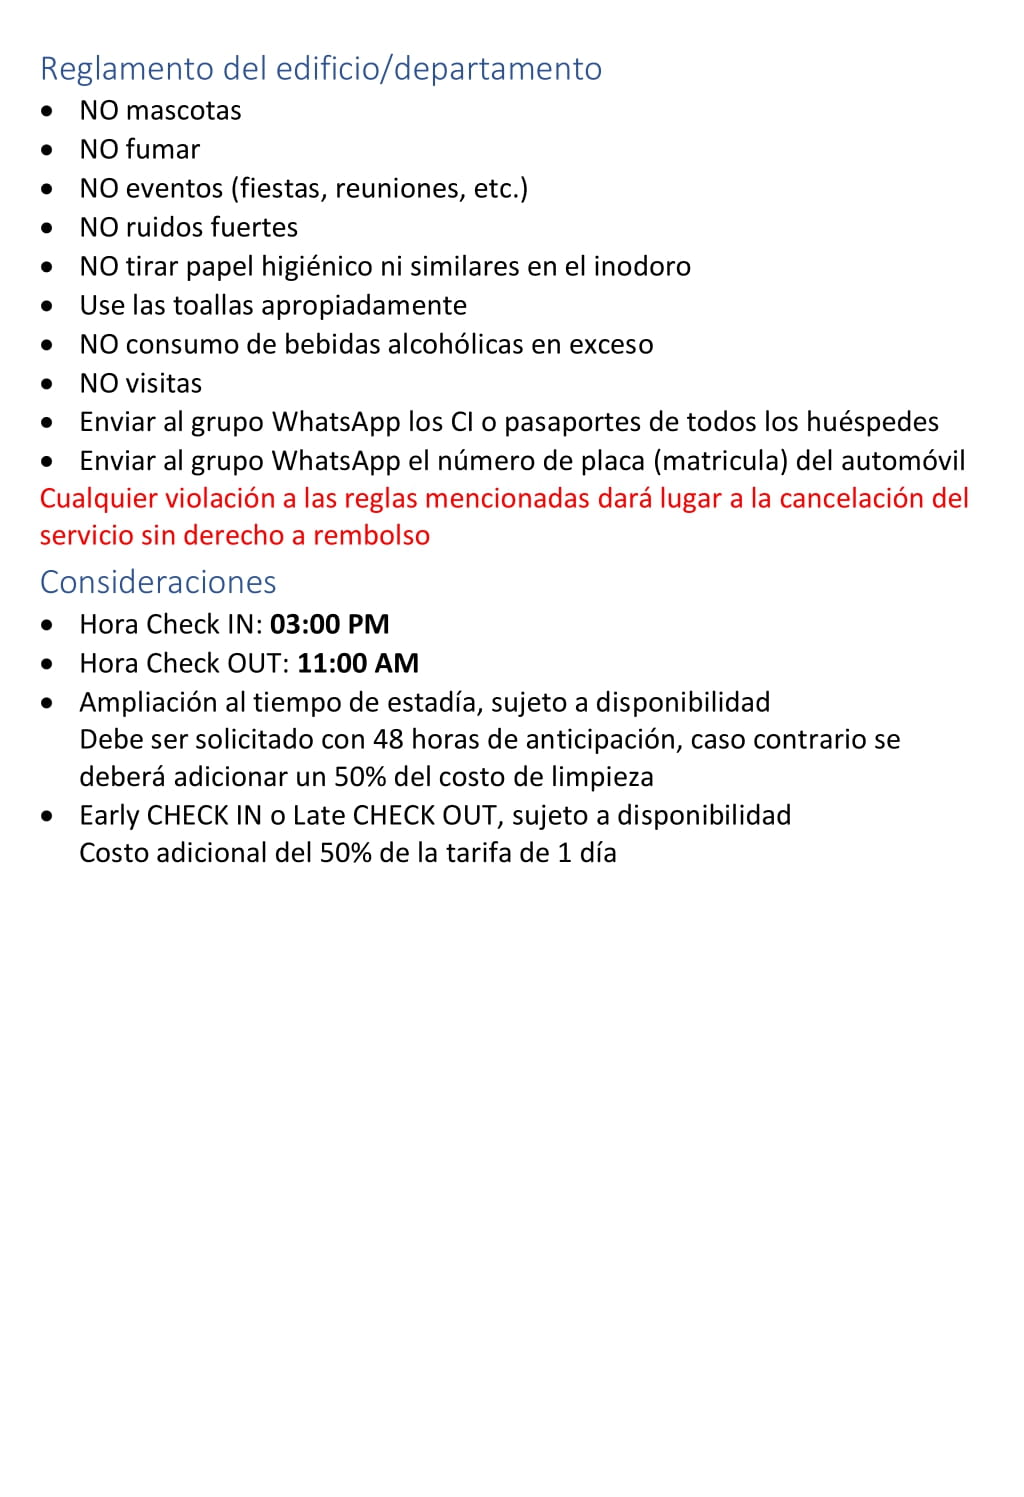 Reglamento del edificio/departamento
• NO mascotas
• NO fumar
• NO eventos (fiestas, reuniones, etc.)
• NO ruidos fuertes
• NO tirar papel higiénico ni similares en el inodoro
• Use las toallas apropiadamente
• NO consumo de bebidas alcohólicas en exceso
• NO visitas
• Enviar al grupo WhatsApp los CI o pasaportes de todos los huéspedes
• Enviar al grupo WhatsApp el número de placa (matricula) del automóvil
Cualquier violación a las reglas mencionadas dará lugar a la cancelación del
servicio sin derecho a rembolso
Consideraciones
• Hora Check IN: 03:00 PM
• Hora Check OUT: 11:00 AM
• Ampliación al tiempo de estadía, sujeto a disponibilidad
Debe ser solicitado con 48 horas de anticipación, caso contrario se
deberá adicionar un 50% del costo de limpieza
• Early CHECK IN o Late CHECK OUT, sujeto a disponibilidad
Costo adicional del 50% de la tarifa de 1 día